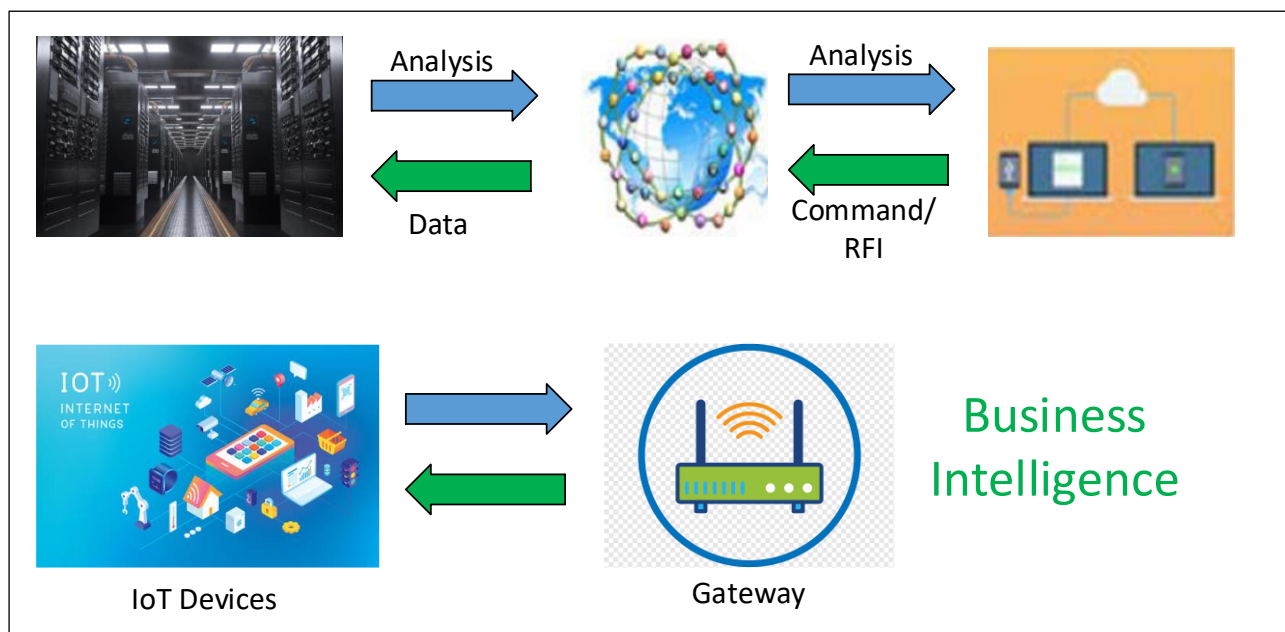 Analysis
Analysis
Data
Command/
RFI
IOT
INTERNET
OF THINGS
Business
Intelligence
IoT Devices
Gateway